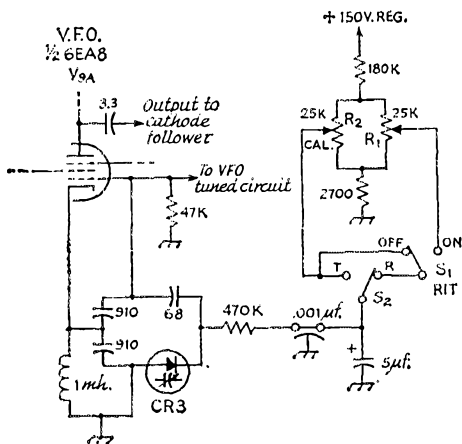 + 150V. REG.
V.F.O.
½ 6EA8
V9A
180K
3.3
Output to
cathode
follower
25K
R2
CAL.
25K
R1
To VFO
tuned circuit
47K
2700
OFF
ON
T
R
S1
RIT
S2
910
68
470K
.001µf.
910
+
5µf.
1mh.
CR3